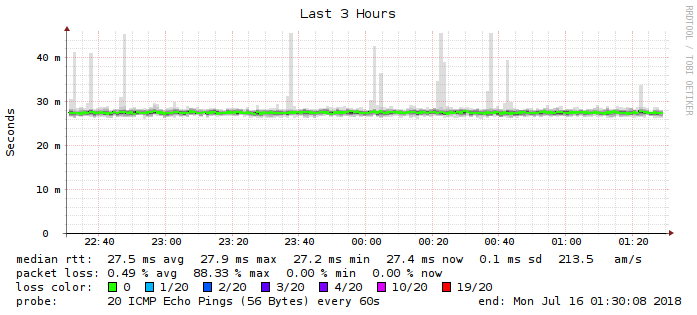 Last 3 Hours
RRDTOOL / TOBI OETIKER
Seconds
40 m
30 m
20 m
10 m
0
22:40 23:00 23:20 23:40 00:00 00:20 00:40 01:00 01:20
median rtt: 27.5 ms avg 27.9 ms max 27.2 ms min 27.4 ms now 0.1 ms sd 213.5 am/s
packet loss: 0.49 % avg 88.33 % max 0.00 % min 0.00 % now
loss color: 0 1/20 2/20 3/20 4/20 10/20 19/20
probe: 20 ICMP Echo Pings (56 Bytes) every 60s end: Mon Jul 16 01:30:08 2018